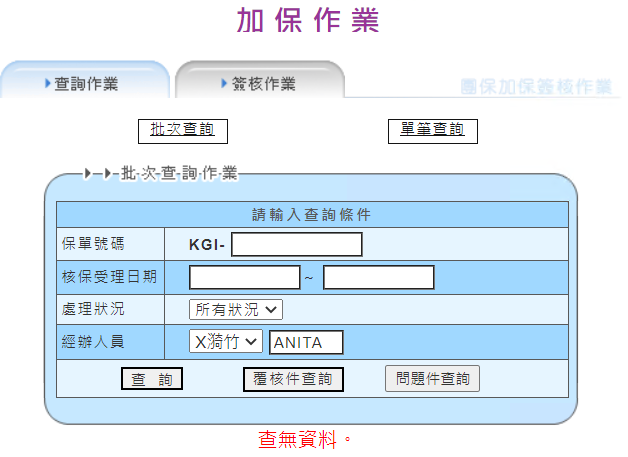 加保作業
查詢作業 簽核作業 團保加保簽核作業
批次查詢 單筆查詢
批次查詢作業
請輸入查詢條件
保單號碼 KGI-
核保受理日期 ~
處理狀況 所有狀況
經辦人員 X漪竹 ANITA
查 詢 覆核件查詢 問題件查詢
查無資料。